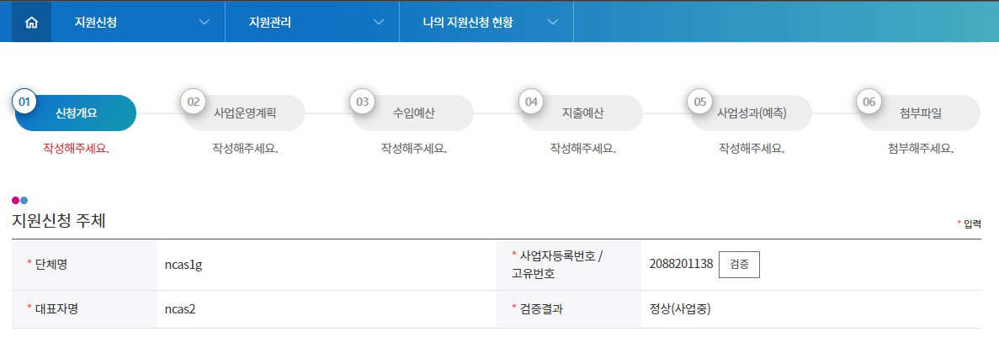 지원신청
지원관리
나의 지원신청 현황
01 신청개요
작성해주세요.
02 사업운영계획
작성해주세요.
03 수입예산
작성해주세요.
04 지출예산
작성해주세요.
05 사업성과(예측)
작성해주세요.
06 첨부파일
첨부해주세요.
지원신청 주체
* 입력
* 단체명
ncas1g
* 사업자등록번호 /
고유번호
2088201138 검증
* 대표자명
ncas2
* 검증결과
정상(사업중)